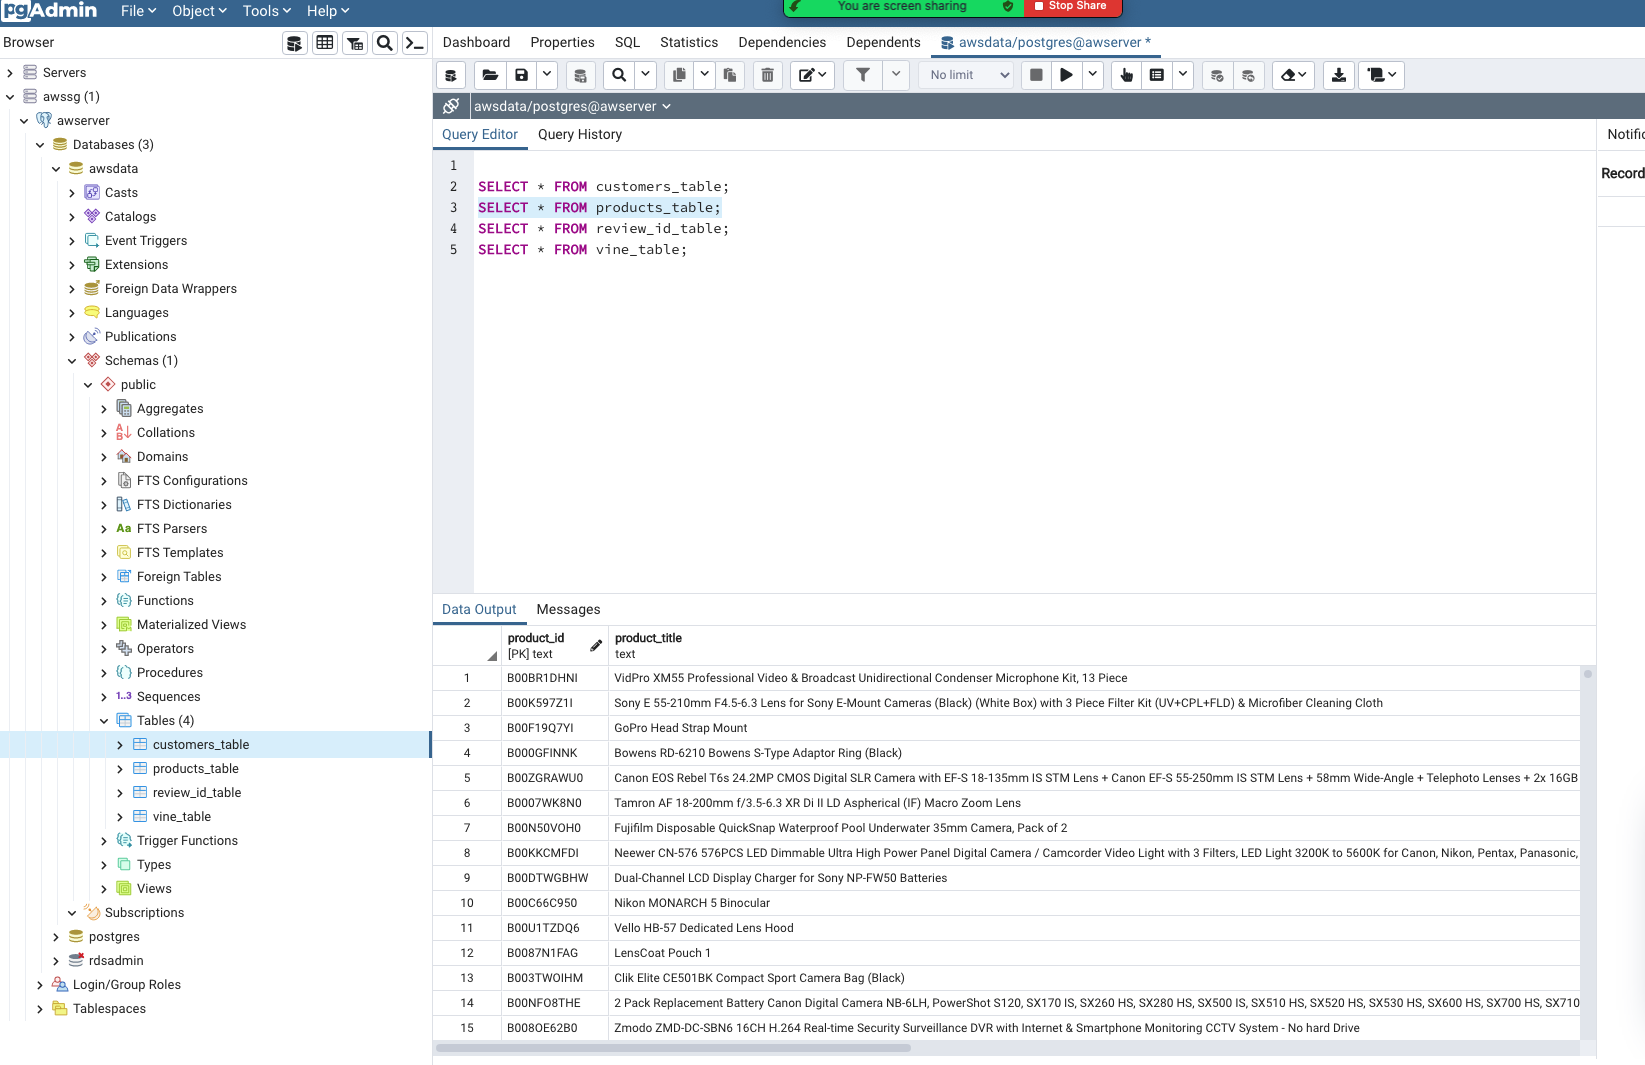 pgAdmin File Object Tools Help
You are screen sharing Stop Share
Browser
Dashboard Properties SQL Statistics Dependencies Dependents awsdata/postgres@awserver *
No limit
awsdata/postgres@awserver
Query Editor Query History
Notific
Record
Servers
awssg (1)
awserver
Databases (3)
awsdata
Casts
Catalogs
Event Triggers
Extensions
Foreign Data Wrappers
Languages
Publications
Schemas (1)
public
Aggregates
Collations
Domains
FTS Configurations
FTS Dictionaries
Aa FTS Parsers
FTS Templates
Foreign Tables
Functions
Materialized Views
Operators
Procedures
1..3 Sequences
Tables (4)
customers_table
products_table
review_id_table
vine_table
Trigger Functions
Types
Views
Subscriptions
postgres
rdsadmin
Login/Group Roles
Tablespaces
1
2 SELECT * FROM customers_table;
3 SELECT * FROM products_table;
4 SELECT * FROM review_id_table;
5 SELECT * FROM vine_table;
Data Output Messages
product_id product_title
[PK] text text
1 B00BR1DHNI VidPro XM55 Professional Video & Broadcast Unidirectional Condenser Microphone Kit, 13 Piece
2 B00K597Z1I Sony E 55-210mm F4.5-6.3 Lens for Sony E-Mount Cameras (Black) (White Box) with 3 Piece Filter Kit (UV+CPL+FLD) & Microfiber Cleaning Cloth
3 B00F19Q7YI GoPro Head Strap Mount
4 B000GFINNK Bowens RD-6210 Bowens S-Type Adaptor Ring (Black)
5 B00ZGRAWU0 Canon EOS Rebel T6s 24.2MP CMOS Digital SLR Camera with EF-S 18-135mm IS STM Lens + Canon EF-S 55-250mm IS STM Lens + 58mm Wide-Angle + Telephoto Lenses + 2x 16GB
6 B0007WK8N0 Tamron AF 18-200mm f/3.5-6.3 XR Di II LD Aspherical (IF) Macro Zoom Lens
7 B00N50VOH0 Fujifilm Disposable QuickSnap Waterproof Pool Underwater 35mm Camera, Pack of 2
8 B00KKCMFDI Neewer CN-576 576PCS LED Dimmable Ultra High Power Panel Digital Camera / Camcorder Video Light with 3 Filters, LED Light 3200K to 5600K for Canon, Nikon, Pentax, Panasonic,
9 B00DTWGBHW Dual-Channel LCD Display Charger for Sony NP-FW50 Batteries
10 B00C66C950 Nikon MONARCH 5 Binocular
11 B00U1TZDQ6 Vello HB-57 Dedicated Lens Hood
12 B0087N1FAG LensCoat Pouch 1
13 B003TWOIHM Clik Elite CE501BK Compact Sport Camera Bag (Black)
14 B00NFO8THE 2 Pack Replacement Battery Canon Digital Camera NB-6LH, PowerShot S120, SX170 IS, SX260 HS, SX280 HS, SX500 IS, SX510 HS, SX520 HS, SX530 HS, SX600 HS, SX700 HS, SX710
15 B008OE62B0 Zmodo ZMD-DC-SBN6 16CH H.264 Real-time Security Surveillance DVR with Internet & Smartphone Monitoring CCTV System - No hard Drive